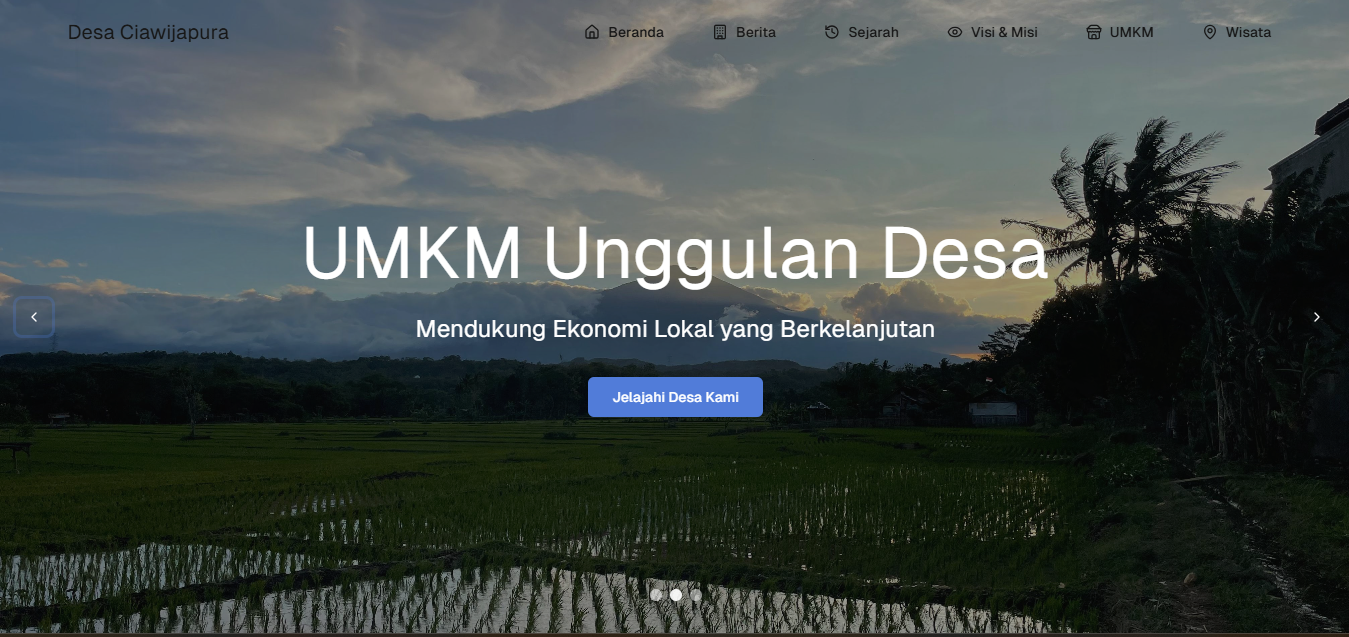 Desa Ciawijapura
Beranda
Berita
Sejarah
Visi & Misi
UMKM
Wisata
UMKM Unggulan Desa
Mendukung Ekonomi Lokal yang Berkelanjutan
Jelajahi Desa Kami